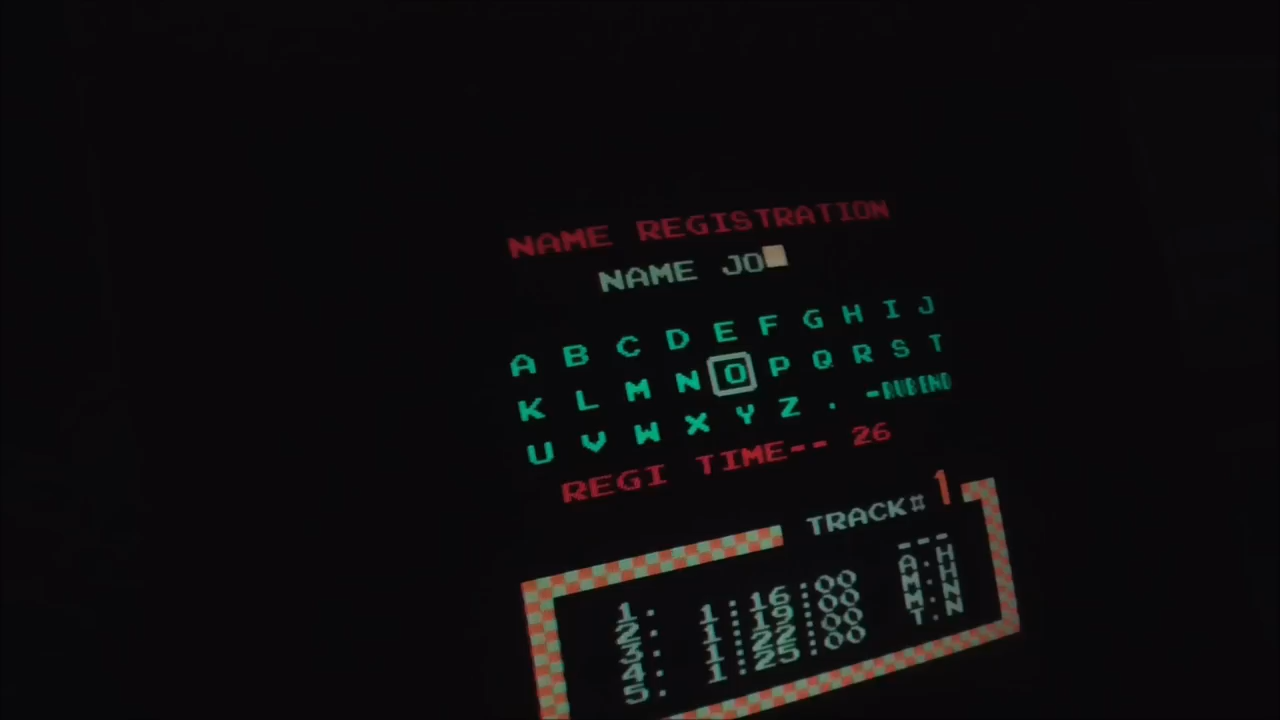 NAME REGISTRATION
NAME JO
A B C D E F G H I J
K L M N O P Q R S T
U V W X Y Z . -RUBEND
REGI TIME-- 26
TRACK# 1
---
1. 1:16:00 A.H
2. 1:19:00 M.H
3. 1:22:00 M.N
4. 1:25:00 T.N
5.